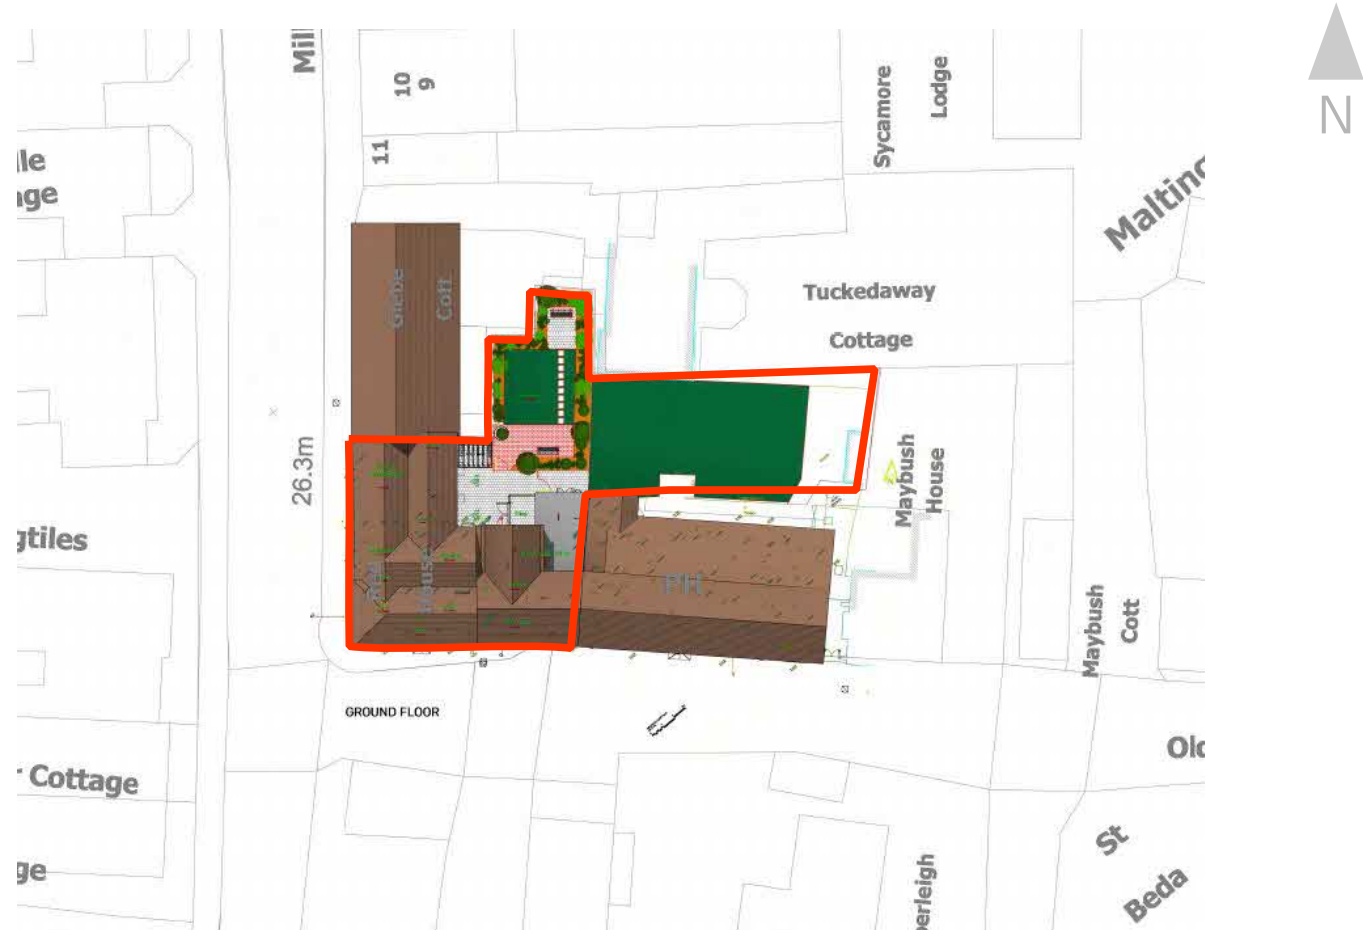 N
Mil
10
9
11
Sycamore
Lodge
Malting
lle
age
Glebe
Cott
Tuckedaway
Cottage
26.3m
Maybush
House
gtiles
Red
House
PH
Maybush
Cott
GROUND FLOOR
Old
r Cottage
St
Beda
ge
perleigh